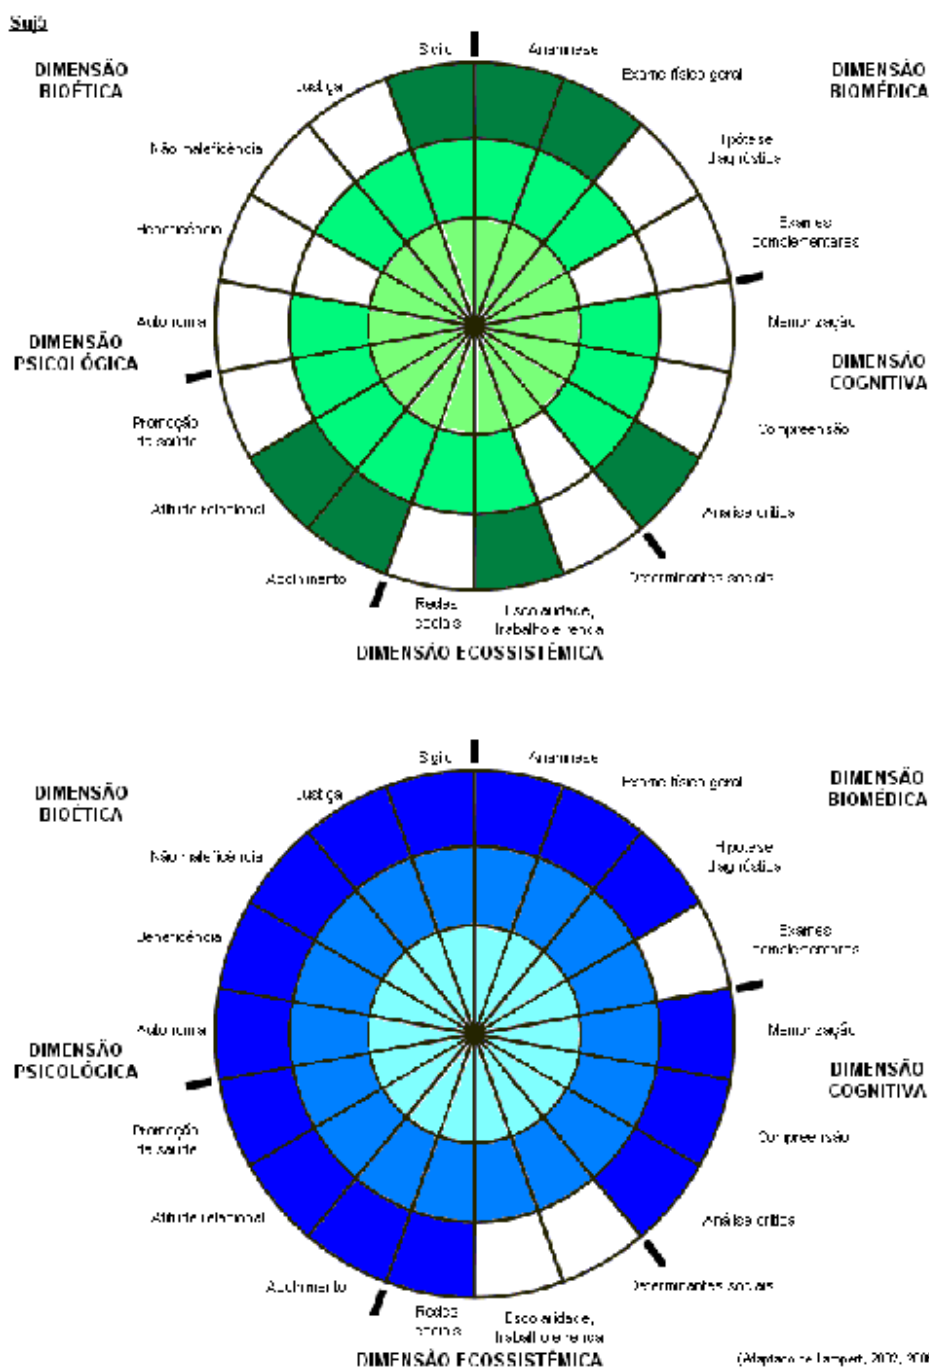 Suj5
Sigilo
Anamnese
DIMENSÃO
BIOÉTICA
Exame físico geral
DIMENSÃO
BIOMÉDICA
Justiça
Hipótese
diagnóstica
Não maleficência
Exames
complementares
Beneficência
Autonomia
Memorização
DIMENSÃO
PSICOLÓGICA
DIMENSÃO
COGNITIVA
Promoção
da saúde
Compreensão
Atitude relacional
Análise crítica
Acolhimento
Determinantes sociais
Redes
sociais
Escolaridade,
trabalho e renda
DIMENSÃO ECOSSISTÊMICA
Sigilo
Anamnese
DIMENSÃO
BIOÉTICA
Exame físico geral
DIMENSÃO
BIOMÉDICA
Justiça
Hipótese
diagnóstica
Não maleficência
Exames
complementares
Beneficência
Autonomia
Memorização
DIMENSÃO
PSICOLÓGICA
DIMENSÃO
COGNITIVA
Promoção
da saúde
Compreensão
Atitude relacional
Análise crítica
Acolhimento
Determinantes sociais
Redes
sociais
Escolaridade,
trabalho e renda
DIMENSÃO ECOSSISTÊMICA
(Adaptado de Lampert, 2002,